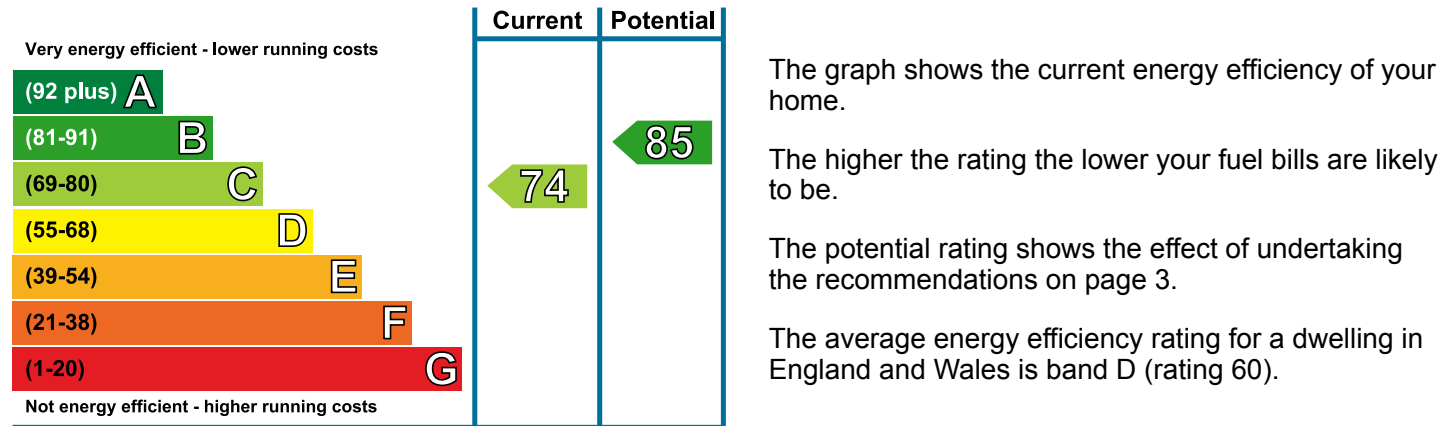 Current Potential
Very energy efficient - lower running costs
(92 plus) A
(81-91) B
85
(69-80) C
74
(55-68) D
(39-54) E
(21-38) F
(1-20) G
Not energy efficient - higher running costs
The graph shows the current energy efficiency of your
home.
The higher the rating the lower your fuel bills are likely
to be.
The potential rating shows the effect of undertaking
the recommendations on page 3.
The average energy efficiency rating for a dwelling in
England and Wales is band D (rating 60).